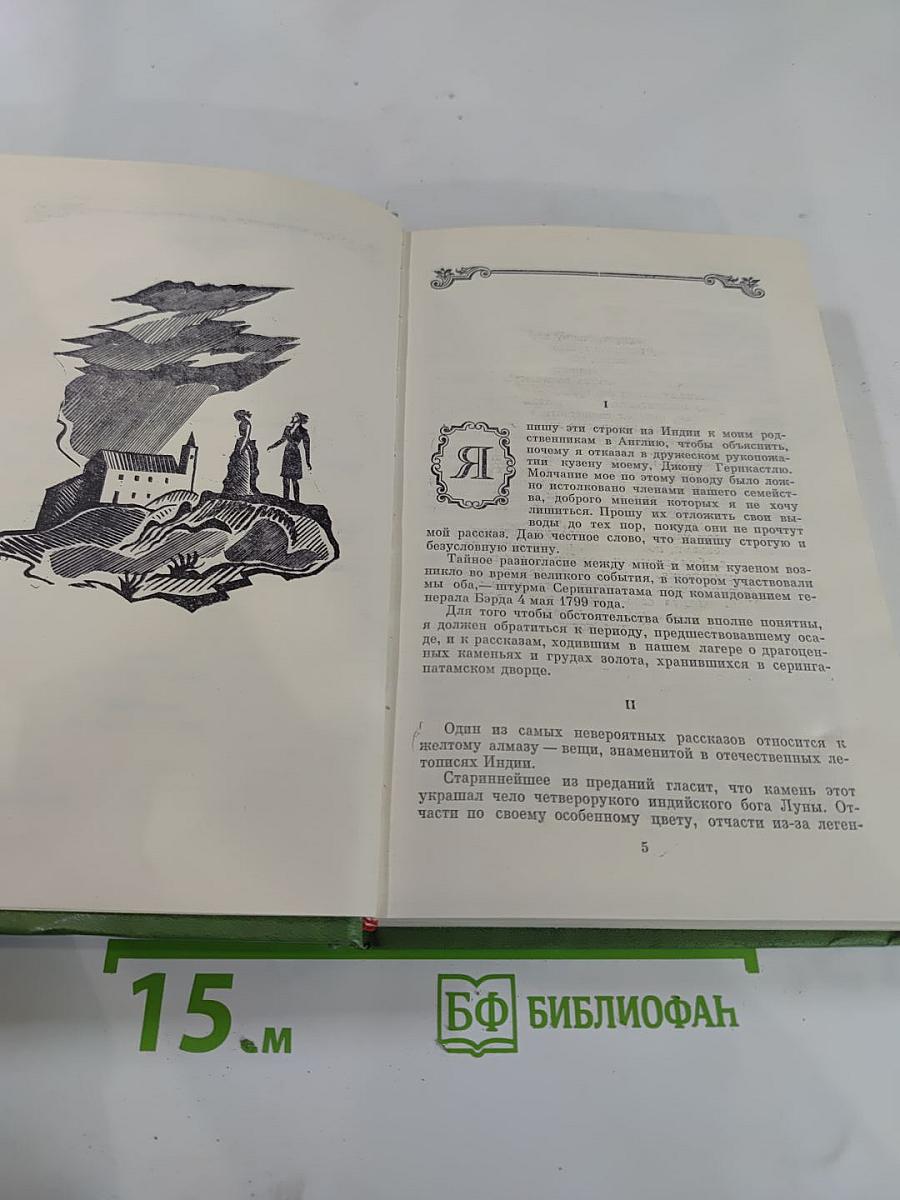 I
Я пишу эти строки из Индии к моим род-
ственникам в Англию, чтобы объяснить,
почему я отказал в дружеском рукопожа-
тии кузену моему, Джону Гернкастлю.
Молчание мое по этому поводу было лож-
но истолковано членами нашего семейст-
ва, доброго мнения которых я не хочу
лишиться. Прошу их отложить свои вы-
воды до тех пор, покуда они не прочтут
мой рассказ. Даю честное слово, что напишу строгую и
безусловную истину.
Тайное разногласие между мной и моим кузеном воз-
никло во время великого события, в котором участвовали
мы оба,— штурма Серингапатама под командованием ге-
нерала Бэрда 4 мая 1799 года.
Для того чтобы обстоятельства были вполне понятны,
я должен обратиться к периоду, предшествовавшему оса-
де, и к рассказам, ходившим в нашем лагере о драгоцен-
ных каменьях и грудах золота, хранившихся в серинга-
патамском дворце.
II
Один из самых невероятных рассказов относится к
желтому алмазу — вещи, знаменитой в отечественных ле-
тописях Индии.
Стариннейшее из преданий гласит, что камень этот
украшал чело четверорукого индийского бога Луны. От-
части по своему особенному цвету, отчасти из-за леген-
5
15 см
БФ БИБЛИОФАН